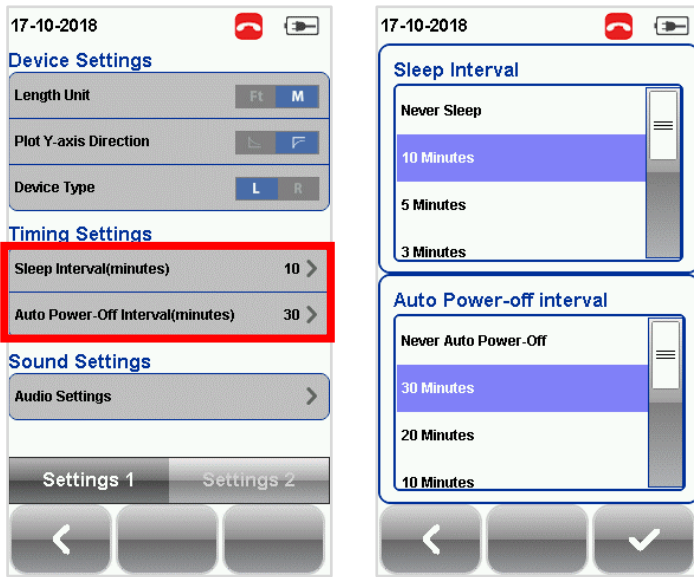 17-10-2018
Device Settings
Length Unit Ft M
Plot Y-axis Direction
Device Type L R
Timing Settings
Sleep Interval(minutes) 10
Auto Power-Off Interval(minutes) 30
Sound Settings
Audio Settings
Settings 1 Settings 2
17-10-2018
Sleep Interval
Never Sleep
10 Minutes
5 Minutes
3 Minutes
Auto Power-off interval
Never Auto Power-Off
30 Minutes
20 Minutes
10 Minutes